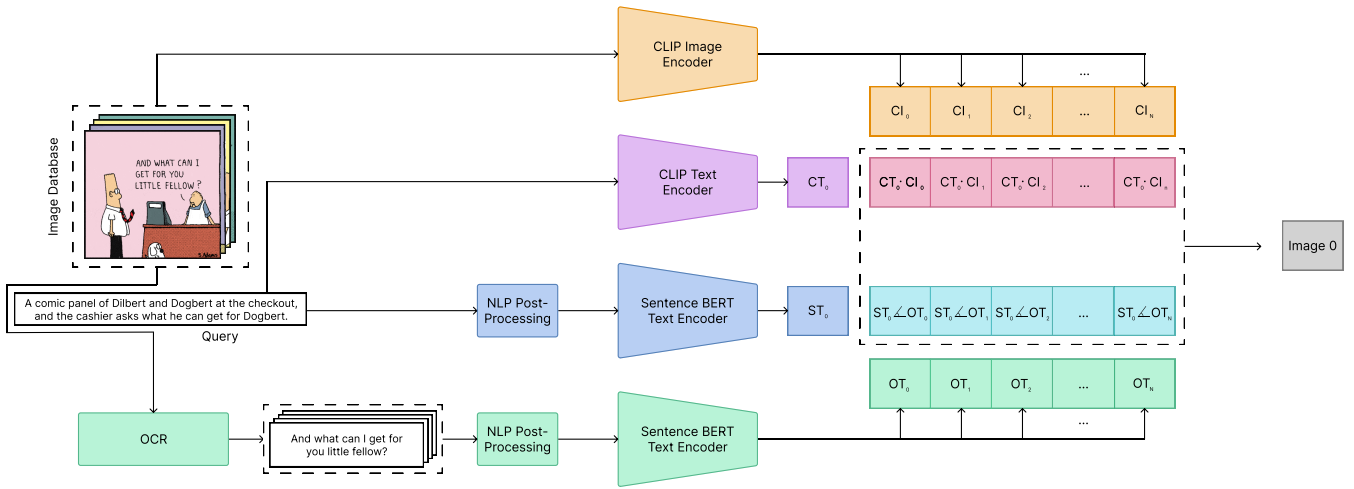 CLIP Image
Encoder
...
CI₀ CI₁ CI₂ ... CI_N
Image Database
AND WHAT CAN I
GET FOR YOU
LITTLE FELLOW?
S.Adams
CLIP Text
Encoder
CT₀
CT₀·CI₀ CT₀·CI₁ CT₀·CI₂ ... CT₀·CIₙ
Image 0
A comic panel of Dilbert and Dogbert at the checkout,
and the cashier asks what he can get for Dogbert.
Query
NLP Post-
Processing
Sentence BERT
Text Encoder
ST₀
ST₀∠OT₀ ST₀∠OT₁ ST₀∠OT₂ ... ST₀∠OT_N
OCR
And what can I get for
you little fellow?
NLP Post-
Processing
Sentence BERT
Text Encoder
OT₀ OT₁ OT₂ ... OT_N
...